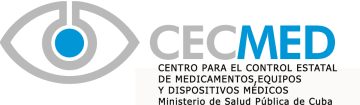 CECMED
CENTRO PARA EL CONTROL ESTATAL
DE MEDICAMENTOS,EQUIPOS
Y DISPOSITIVOS MÉDICOS
Ministerio de Salud Pública de Cuba